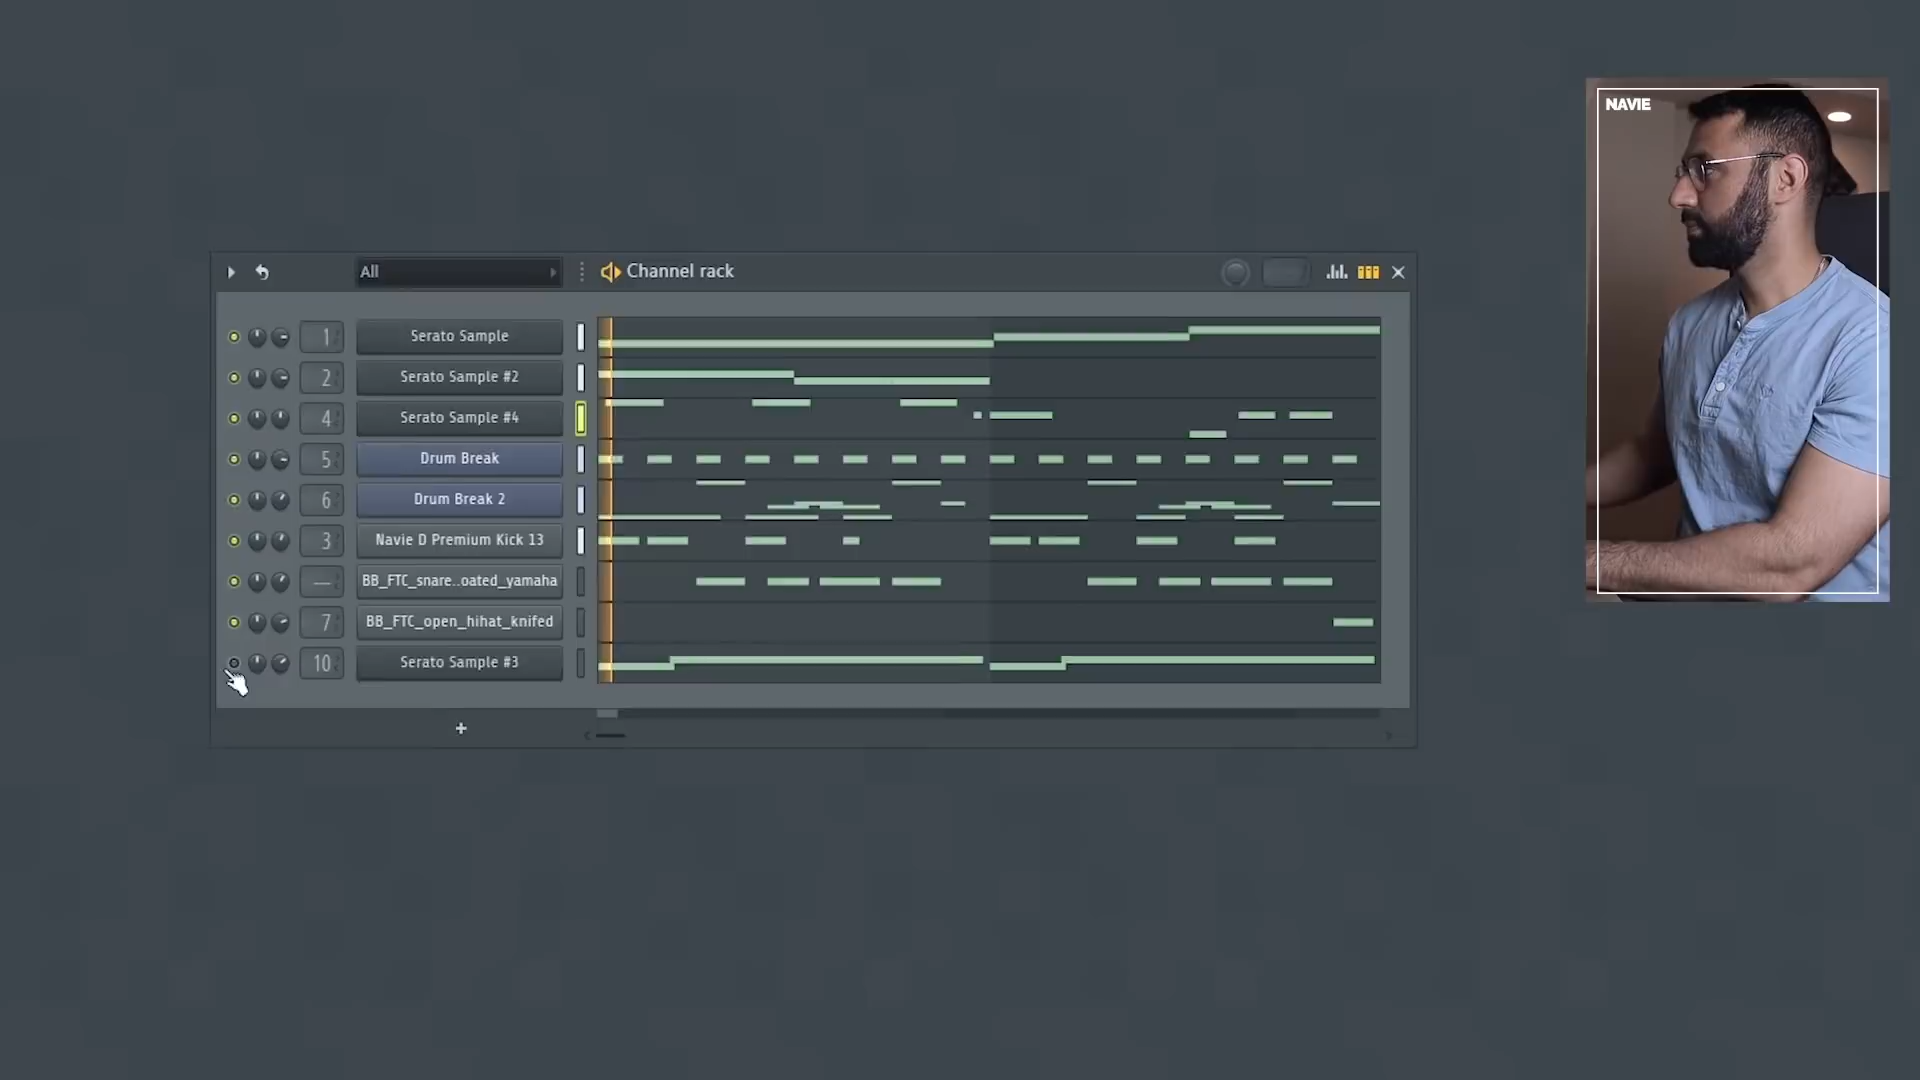 NAVIE
All
Channel rack
1 Serato Sample
2 Serato Sample #2
4 Serato Sample #4
5 Drum Break
6 Drum Break 2
3 Navie D Premium Kick 13
--- BB_FTC_snare..oated_yamaha
7 BB_FTC_open_hihat_knifed
10 Serato Sample #3
+